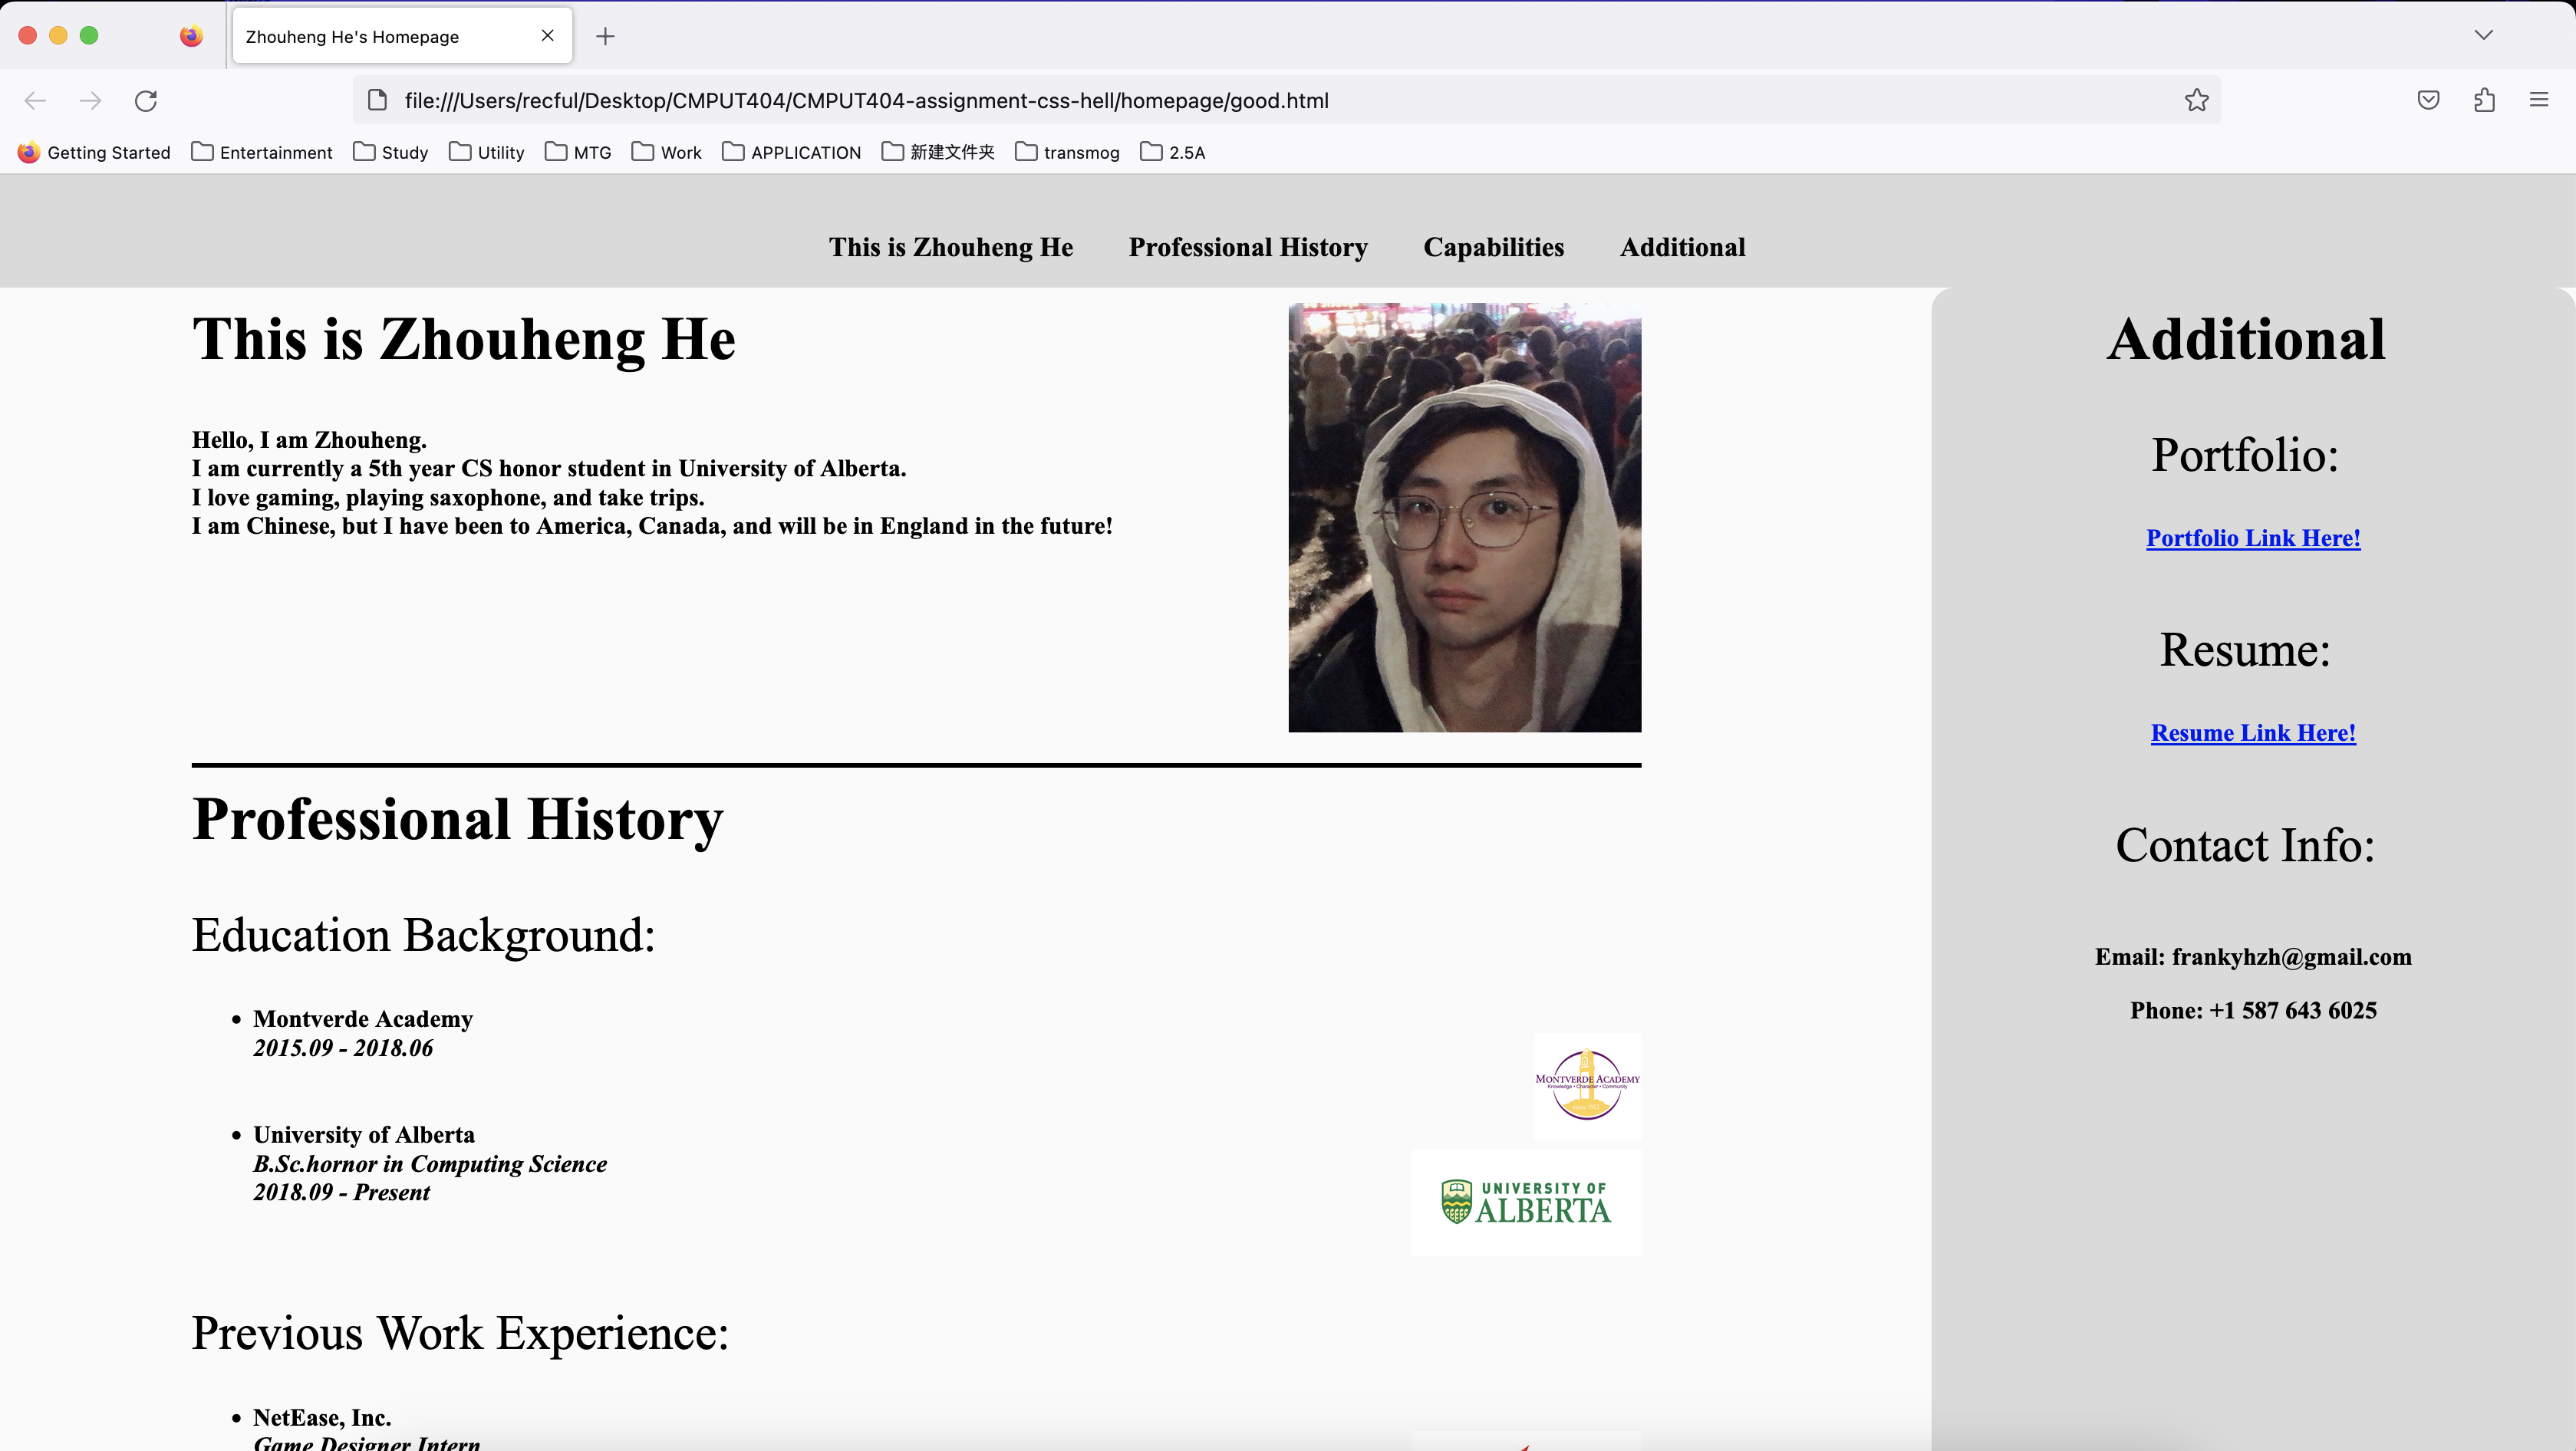 Zhouheng He's Homepage
file:///Users/recful/Desktop/CMPUT404/CMPUT404-assignment-css-hell/homepage/good.html
Getting Started Entertainment Study Utility MTG Work APPLICATION 新建文件夹 transmog 2.5A
This is Zhouheng He Professional History Capabilities Additional
This is Zhouheng He
Hello, I am Zhouheng.
I am currently a 5th year CS honor student in University of Alberta.
I love gaming, playing saxophone, and take trips.
I am Chinese, but I have been to America, Canada, and will be in England in the future!
Professional History
Education Background:
• Montverde Academy
2015.09 - 2018.06
MONTVERDE ACADEMY
Knowledge • Character • Community
• University of Alberta
B.Sc.hornor in Computing Science
2018.09 - Present
UNIVERSITY OF
ALBERTA
Previous Work Experience:
• NetEase, Inc.
Game Designer Intern
Additional
Portfolio:
Portfolio Link Here!
Resume:
Resume Link Here!
Contact Info:
Email: frankyhzh@gmail.com
Phone: +1 587 643 6025